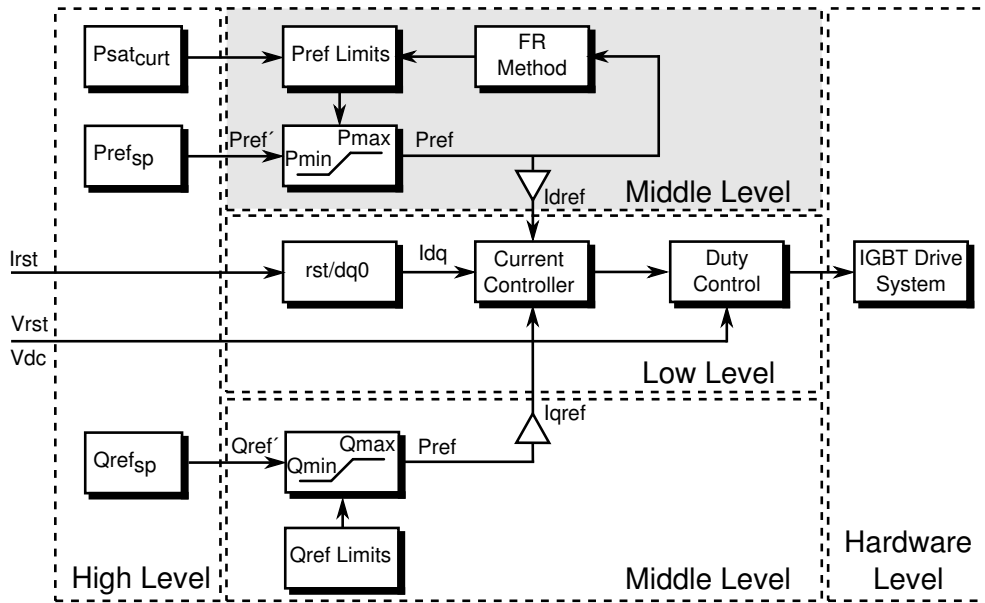 Psatcurt
Pref Limits
FR
Method
Prefsp
Pref´
Pmax
Pmin
Pref
Idref
Middle Level
Irst
rst/dq0
Idq
Current
Controller
Duty
Control
IGBT Drive
System
Vrst
Vdc
Low Level
Iqref
Qrefsp
Qref´
Qmax
Qmin
Pref
Qref Limits
High Level
Middle Level
Hardware
Level